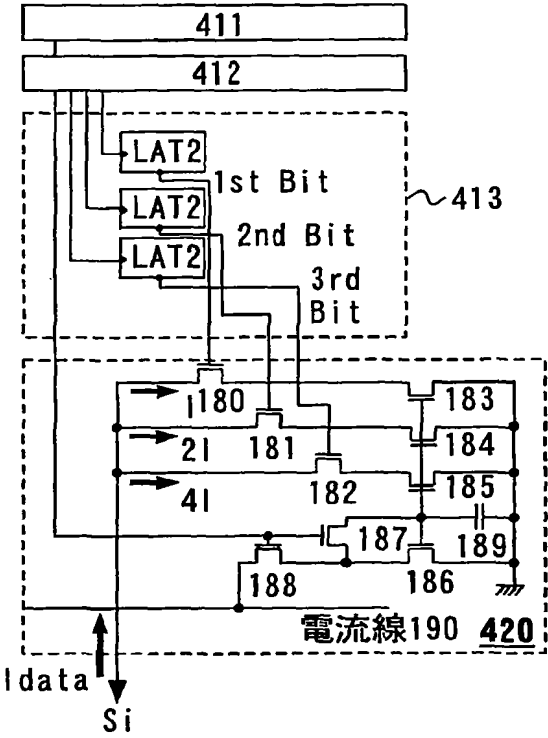 411
412
LAT2
1st Bit
LAT2
413
2nd Bit
LAT2
3rd
Bit
I
180
183
2I
181
184
4I
182
185
187
189
188
186
電流線190
420
Idata
Si